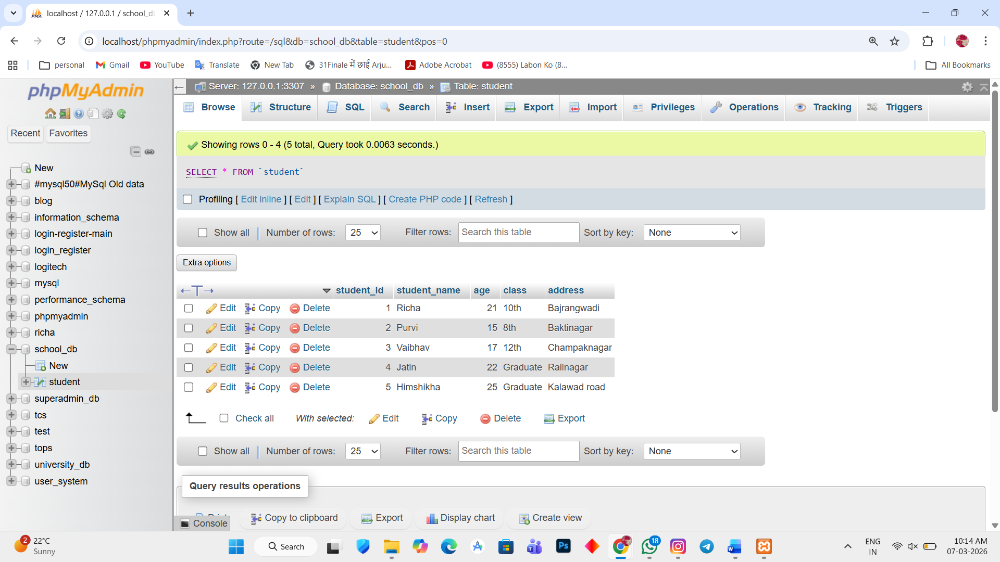 localhost / 127.0.0.1 / school_db
localhost/phpmyadmin/index.php?route=/sql&db=school_db&table=student&pos=0
personal Gmail YouTube Translate New Tab 31Finale में छाई Arju... Adobe Acrobat (8555) Labon Ko (8... All Bookmarks
phpMyAdmin
Recent Favorites
New
#mysql50#MySql Old data
blog
information_schema
login-register-main
login_register
logitech
mysql
performance_schema
phpmyadmin
richa
school_db
New
student
superadmin_db
tcs
test
tops
university_db
user_system
Server: 127.0.0.1:3307 » Database: school_db » Table: student
Browse Structure SQL Search Insert Export Import Privileges Operations Tracking Triggers
Showing rows 0 - 4 (5 total, Query took 0.0063 seconds.)
SELECT * FROM `student`
Profiling [ Edit inline ] [ Edit ] [ Explain SQL ] [ Create PHP code ] [ Refresh ]
Show all Number of rows: 25 Filter rows: Search this table Sort by key: None
Extra options
student_id student_name age class address
Edit Copy Delete 1 Richa 21 10th Bajrangwadi
Edit Copy Delete 2 Purvi 15 8th Baktinagar
Edit Copy Delete 3 Vaibhav 17 12th Champaknagar
Edit Copy Delete 4 Jatin 22 Graduate Railnagar
Edit Copy Delete 5 Himshikha 25 Graduate Kalawad road
Check all With selected: Edit Copy Delete Export
Show all Number of rows: 25 Filter rows: Search this table Sort by key: None
Query results operations
Print Copy to clipboard Export Display chart Create view
Console
2 22°C
Sunny
Search
Ps
18
ENG
IN
10:14 AM
07-03-2026